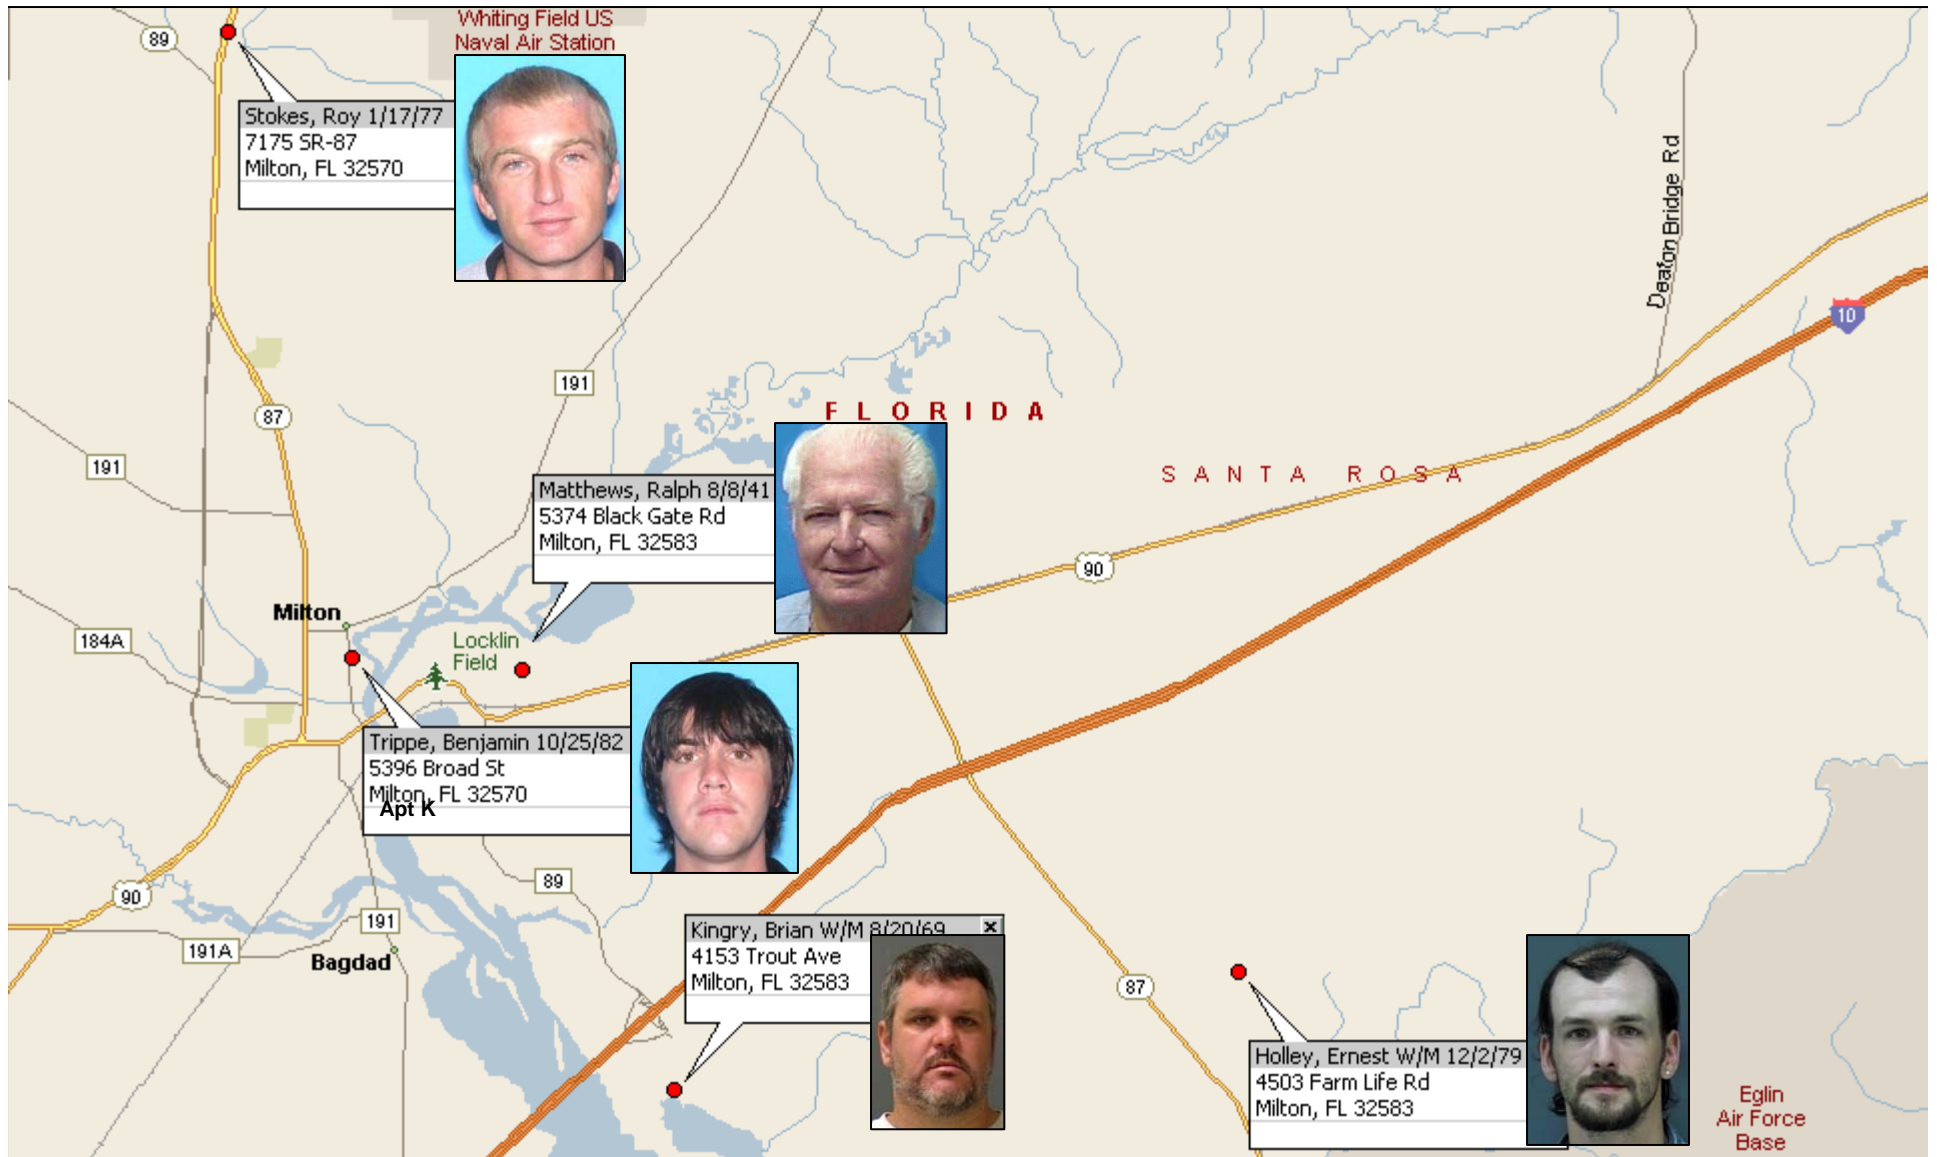 Whiting Field US
Naval Air Station
89
Stokes, Roy 1/17/77
7175 SR-87
Milton, FL 32570
Deaton Bridge Rd
10
191
87
FLORIDA
191
SANTA ROSA
Matthews, Ralph 8/8/41
5374 Black Gate Rd
Milton, FL 32583
90
Milton
184A
Locklin
Field
Trippe, Benjamin 10/25/82
5396 Broad St
Milton, FL 32570
Apt K
89
90
191
191A
Bagdad
Kingry, Brian W/M 8/20/69
4153 Trout Ave
Milton, FL 32583
87
Holley, Ernest W/M 12/2/79
4503 Farm Life Rd
Milton, FL 32583
Eglin
Air Force
Base